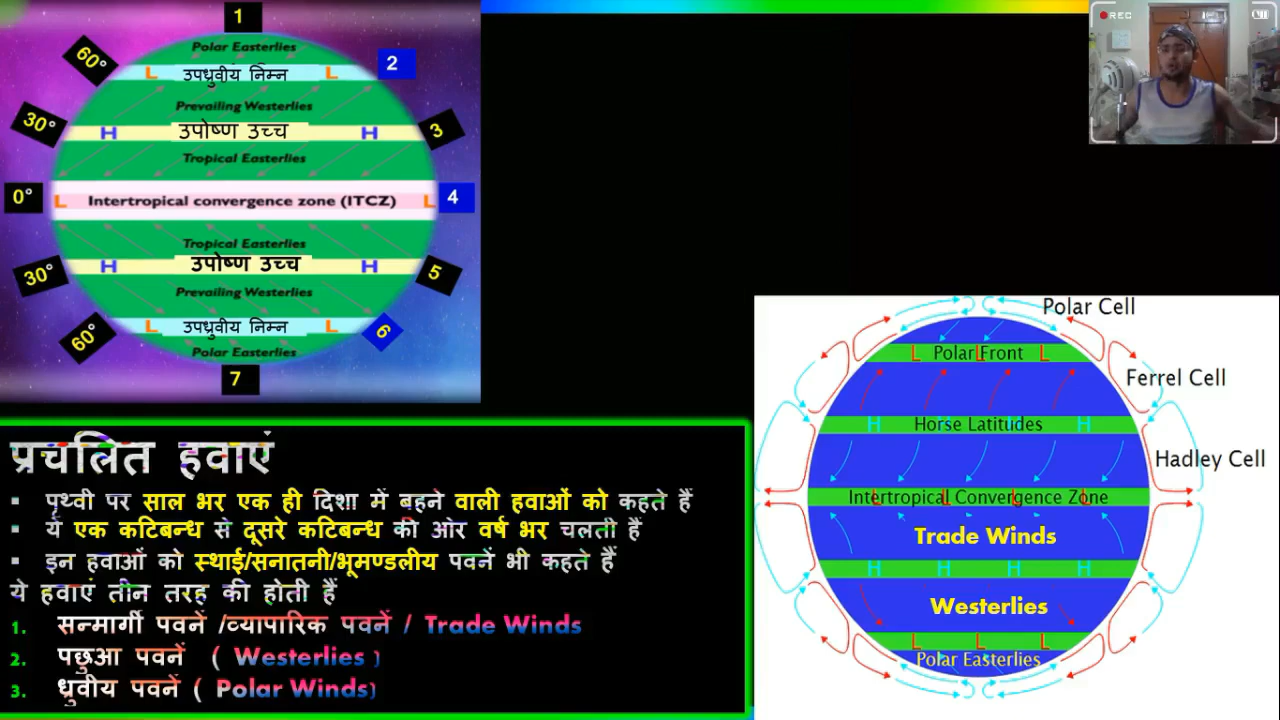 1
Polar Easterlies
60°
L उपध्रुवीय निम्न L
2
Prevailing Westerlies
30°
H उपोष्ण उच्च H
3
Tropical Easterlies
0°
L Intertropical convergence zone (ITCZ) L
4
Tropical Easterlies
30°
H उपोष्ण उच्च H
5
Prevailing Westerlies
60°
L उपध्रुवीय निम्न L
6
Polar Easterlies
7
REC
प्रचलित हवाएं
▪ पृथ्वी पर साल भर एक ही दिशा में बहने वाली हवाओं को कहते हैं
▪ ये एक कटिबन्ध से दूसरे कटिबन्ध की ओर वर्ष भर चलती हैं
▪ इन हवाओं को स्थाई/सनातनी/भूमण्डलीय पवनें भी कहते हैं
ये हवाएं तीन तरह की होती हैं
1. सन्मार्गी पवनें /व्यापारिक पवनें / Trade Winds
2. पछुआ पवनें ( Westerlies )
3. ध्रुवीय पवनें ( Polar Winds)
Polar Cell
L Polar Front L L
Ferrel Cell
H Horse Latitudes H H H
Hadley Cell
L Intertropical Convergence Zone L L L
Trade Winds
H H H H
Westerlies
L L L
Polar Easterlies